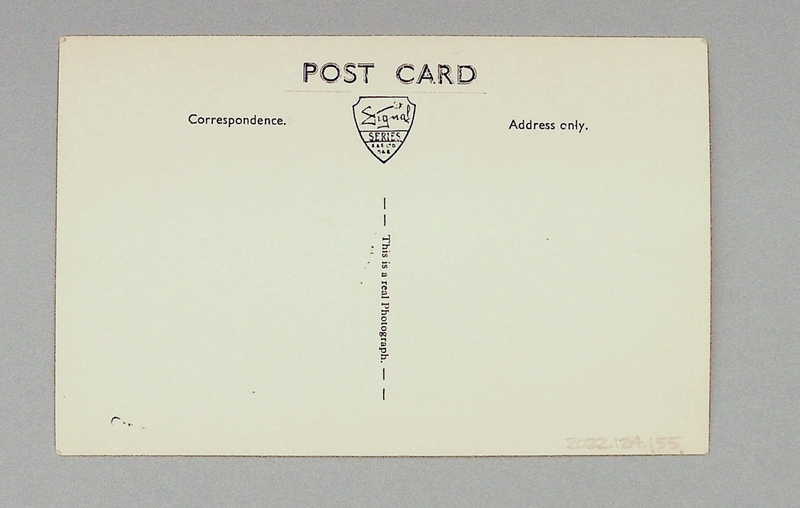 POST CARD
Correspondence.
Signal
SERIES
Address only.
This is a real Photograph.
2022.124.155